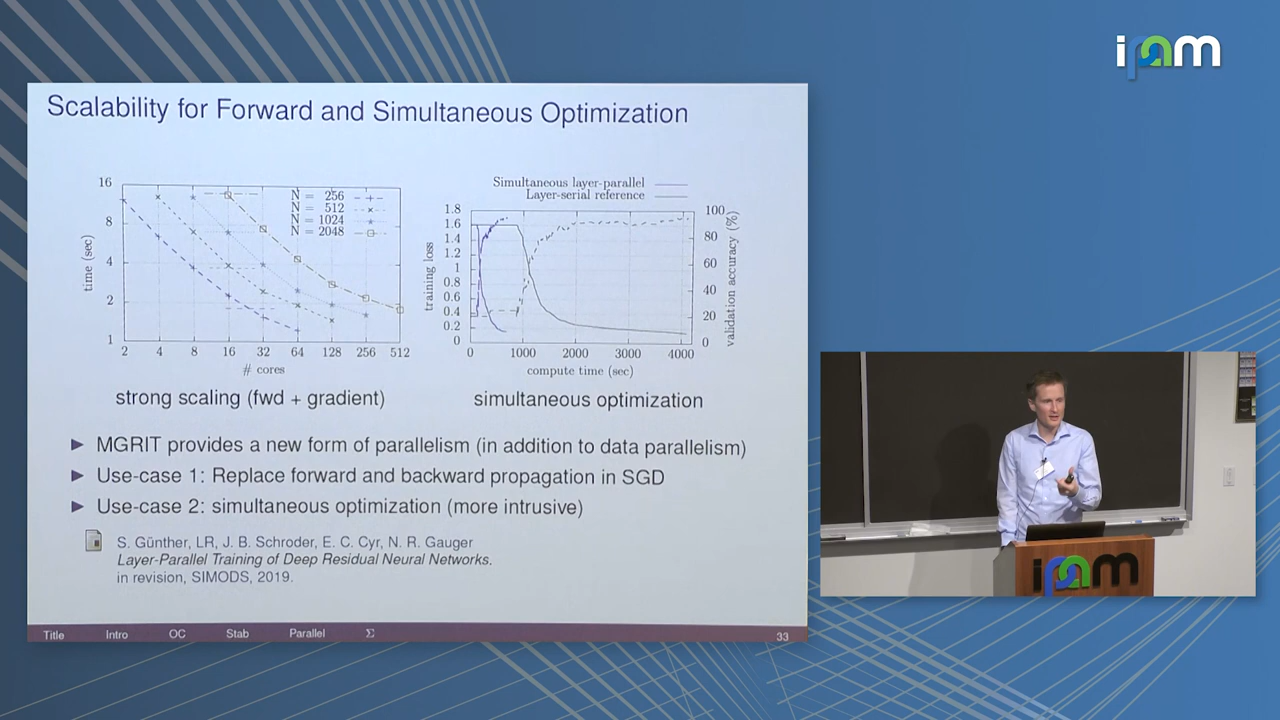 ipam
Scalability for Forward and Simultaneous Optimization
16
8
4
2
1
time (sec)
2 4 8 16 32 64 128 256 512
# cores
N = 256
N = 512
N = 1024
N = 2048
Simultaneous layer-parallel
Layer-serial reference
1.8
1.6
1.4
1.2
1
0.8
0.6
0.4
0.2
0
training loss
100
80
60
40
20
0
validation accuracy (%)
0 1000 2000 3000 4000
compute time (sec)
strong scaling (fwd + gradient)
simultaneous optimization
MGRIT provides a new form of parallelism (in addition to data parallelism)
Use-case 1: Replace forward and backward propagation in SGD
Use-case 2: simultaneous optimization (more intrusive)
S. Günther, LR, J. B. Schroder, E. C. Cyr, N. R. Gauger
Layer-Parallel Training of Deep Residual Neural Networks.
in revision, SIMODS, 2019.
Title Intro OC Stab Parallel Σ 33
ipam